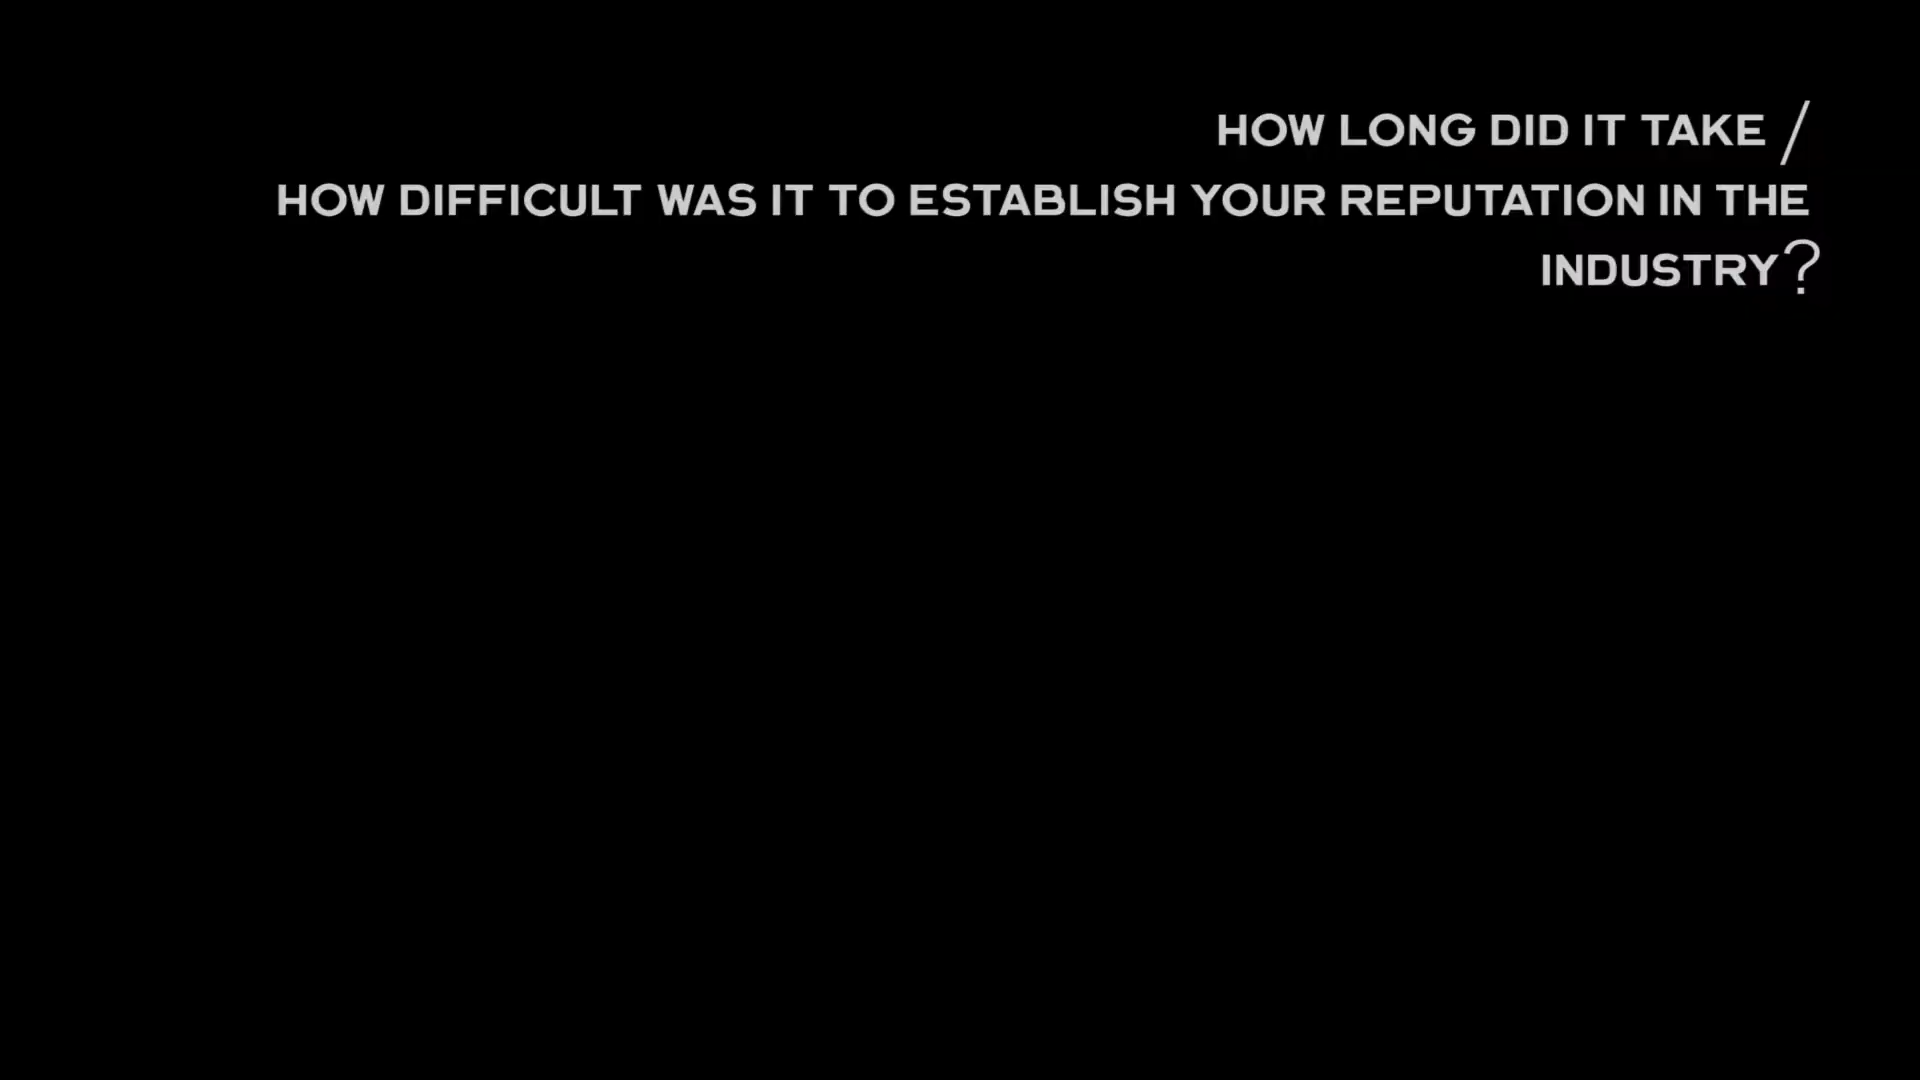 HOW LONG DID IT TAKE /
HOW DIFFICULT WAS IT TO ESTABLISH YOUR REPUTATION IN THE
INDUSTRY?